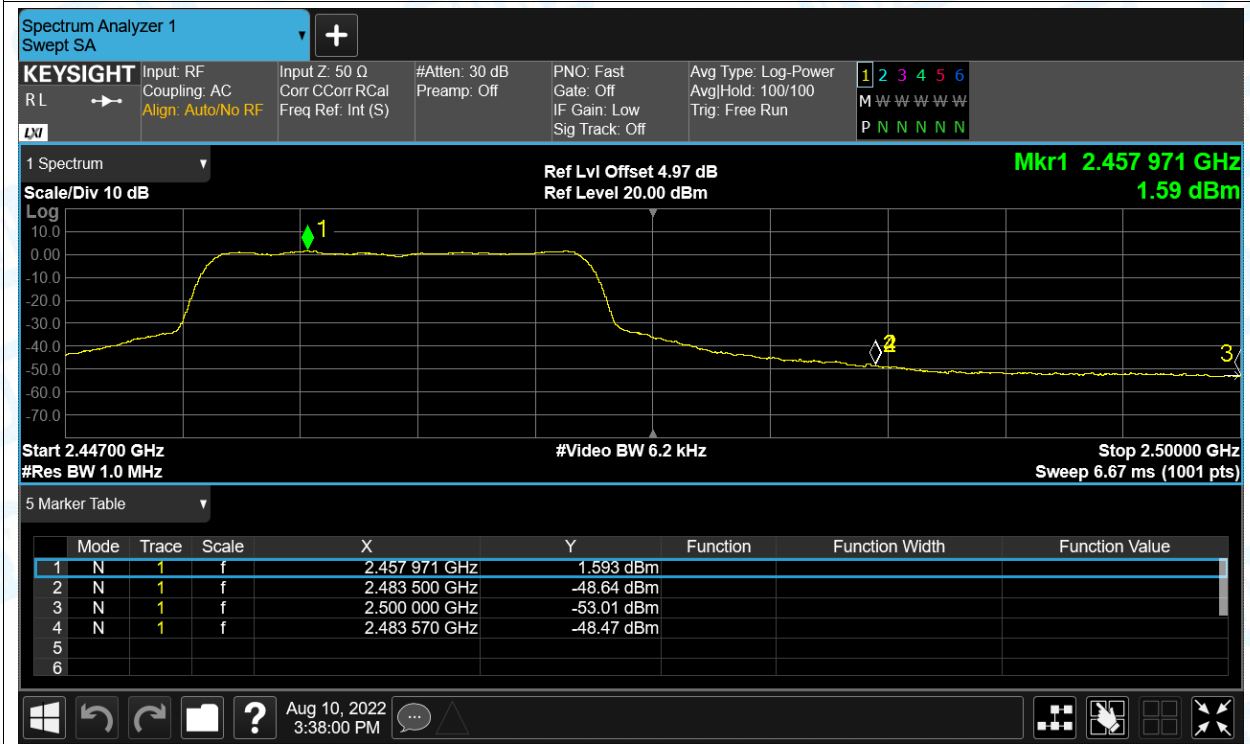 Spectrum Analyzer 1
Swept SA
+
KEYSIGHT
R L
LXI
Input: RF
Coupling: AC
Align: Auto/No RF
Input Z: 50 Ω
Corr CCorr RCal
Freq Ref: Int (S)
#Atten: 30 dB
Preamp: Off
PNO: Fast
Gate: Off
IF Gain: Low
Sig Track: Off
Avg Type: Log-Power
Avg|Hold: 100/100
Trig: Free Run
1 2 3 4 5 6
M W W W W W W
P N N N N N N
1 Spectrum
Scale/Div 10 dB
Ref Lvl Offset 4.97 dB
Ref Level 20.00 dBm
Mkr1 2.457 971 GHz
1.59 dBm
Log
10.0
0.00
-10.0
-20.0
-30.0
-40.0
-50.0
-60.0
-70.0
1
2
3
Start 2.44700 GHz
#Res BW 1.0 MHz
#Video BW 6.2 kHz
Stop 2.50000 GHz
Sweep 6.67 ms (1001 pts)
5 Marker Table
Mode Trace Scale X Y Function Function Width Function Value
1 N 1 f 2.457 971 GHz 1.593 dBm
2 N 1 f 2.483 500 GHz -48.64 dBm
3 N 1 f 2.500 000 GHz -53.01 dBm
4 N 1 f 2.483 570 GHz -48.47 dBm
5
6
?
Aug 10, 2022
3:38:00 PM